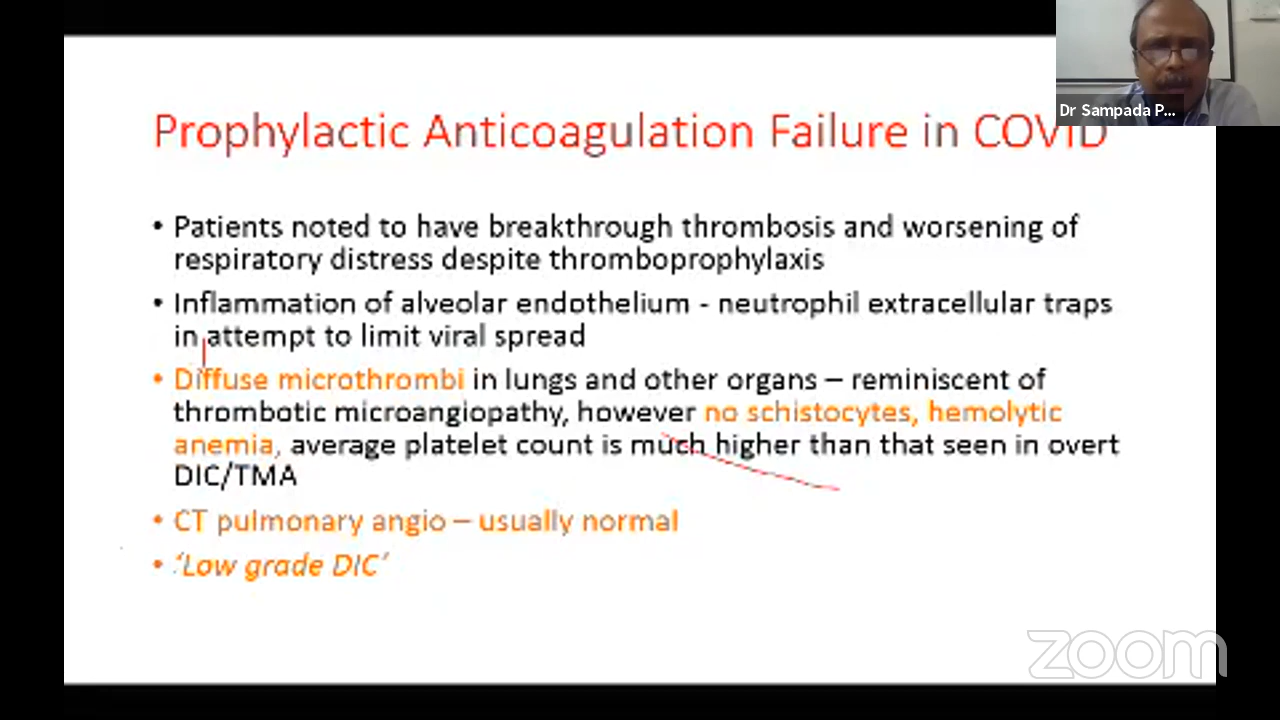 Dr Sampada P...
Prophylactic Anticoagulation Failure in COVID
• Patients noted to have breakthrough thrombosis and worsening of
respiratory distress despite thromboprophylaxis
• Inflammation of alveolar endothelium - neutrophil extracellular traps
in attempt to limit viral spread
• Diffuse microthrombi in lungs and other organs – reminiscent of
thrombotic microangiopathy, however no schistocytes, hemolytic
anemia, average platelet count is much higher than that seen in overt
DIC/TMA
• CT pulmonary angio – usually normal
• ‘Low grade DIC’
zoom